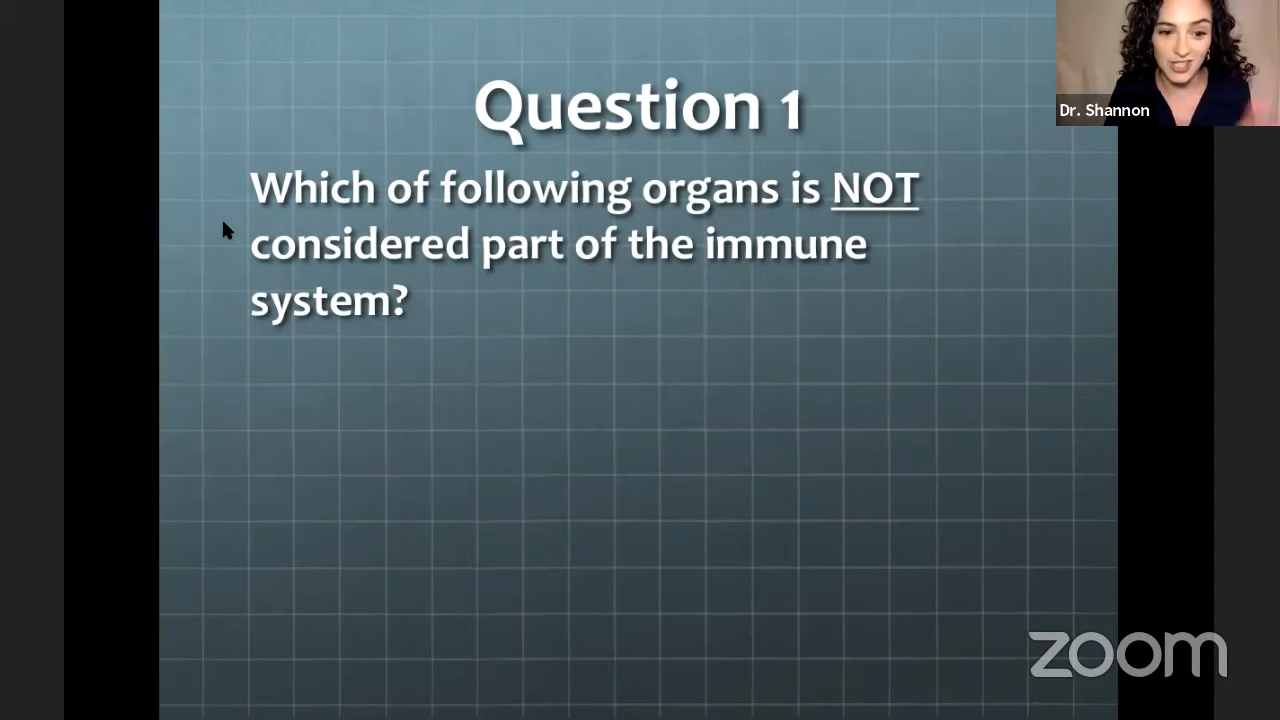 Question 1
Dr. Shannon
Which of following organs is NOT
considered part of the immune
system?
zoom